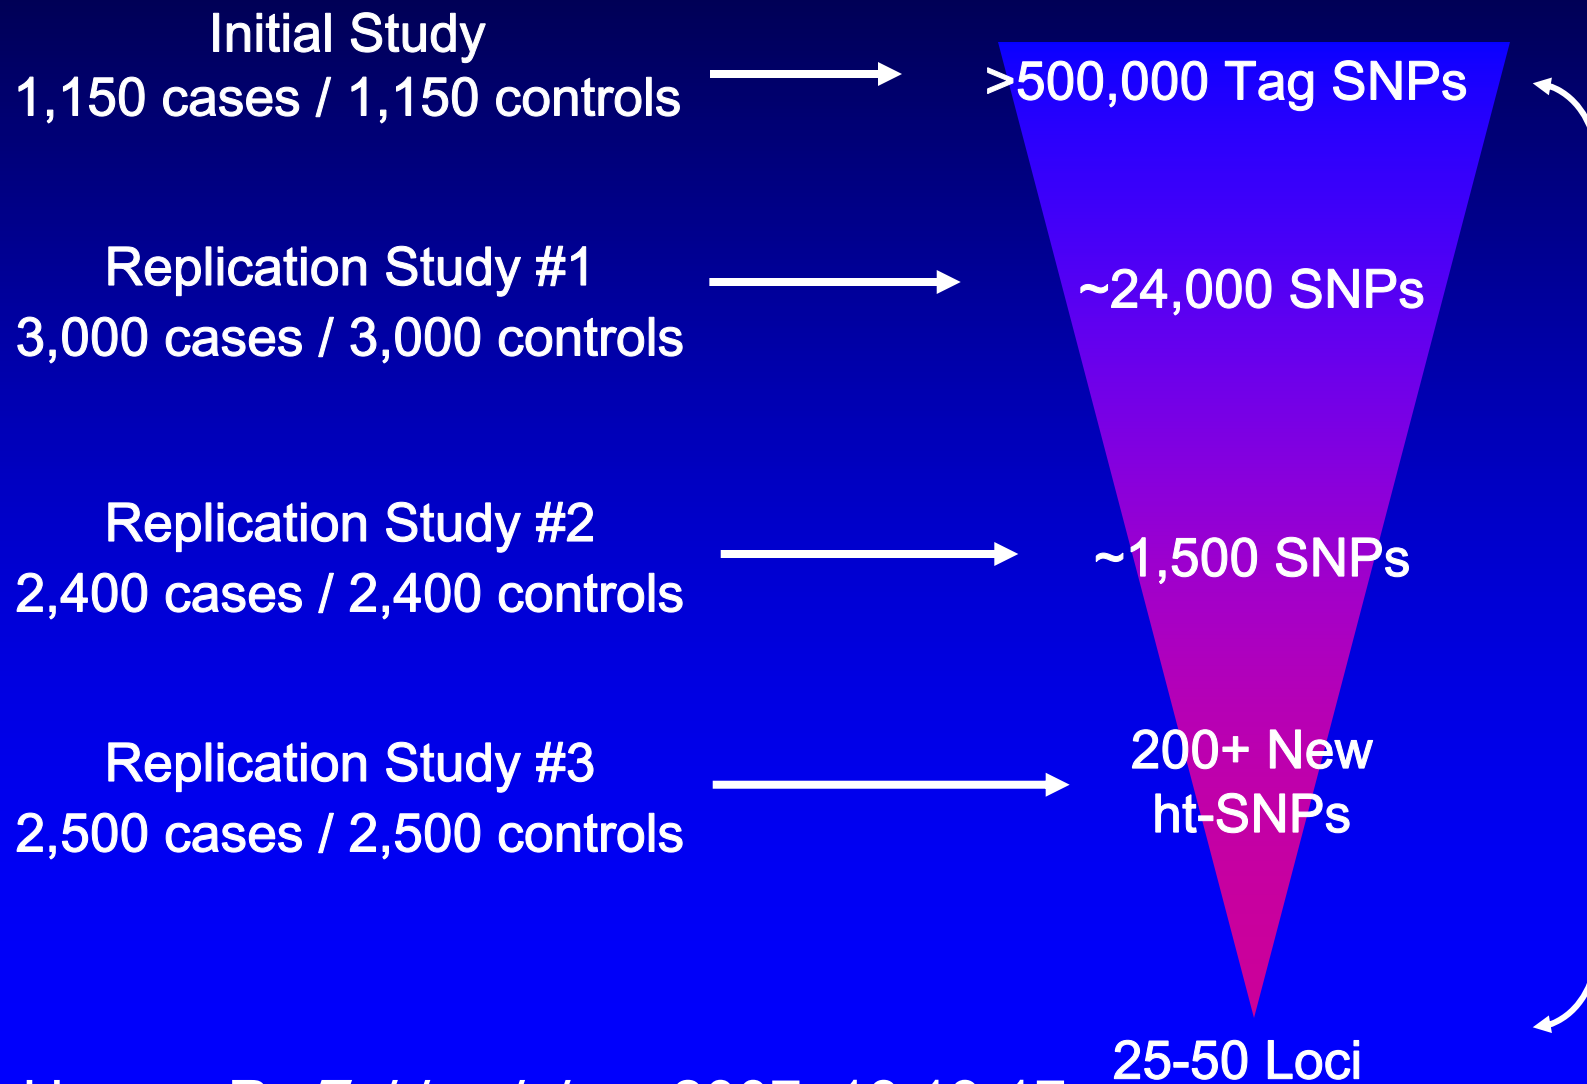 Initial Study
1,150 cases / 1,150 controls
>500,000 Tag SNPs
Replication Study #1
3,000 cases / 3,000 controls
~24,000 SNPs
Replication Study #2
2,400 cases / 2,400 controls
~1,500 SNPs
Replication Study #3
2,500 cases / 2,500 controls
200+ New
ht-SNPs
25-50 Loci